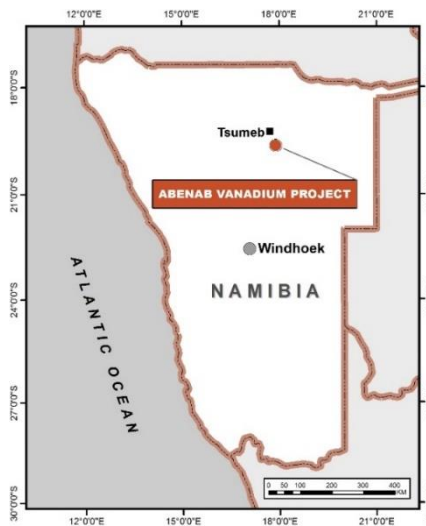 12°0'0"E 15°0'0"E 18°0'0"E 21°0'0"E
18°0'0"S
Tsumeb
ABENAB VANADIUM PROJECT
21°0'0"S
Windhoek
NAMIBIA
24°0'0"S
ATLANTIC OCEAN
27°0'0"S
0 50 100 200 300 400
KM
30°0'0"S
12°0'0"E 15°0'0"E 18°0'0"E 21°0'0"E